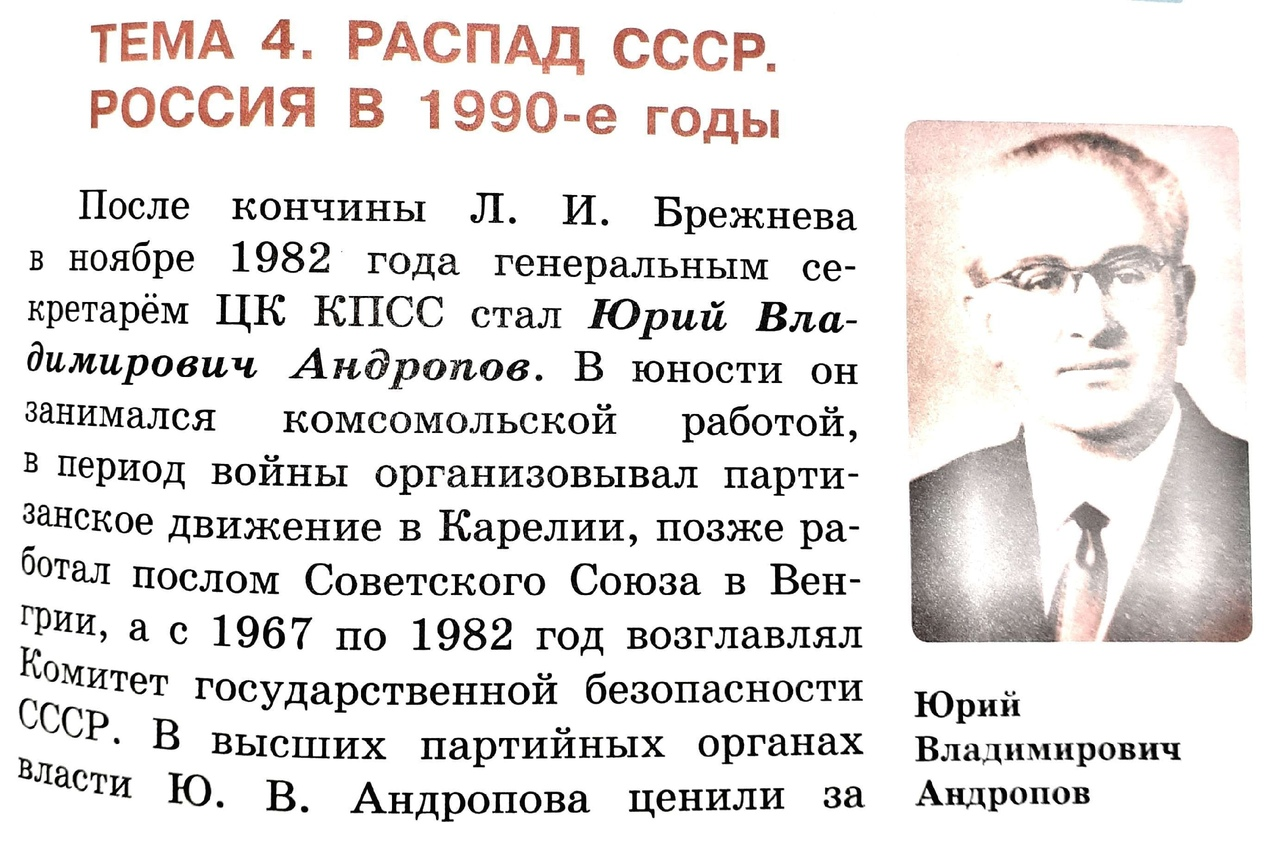 ТЕМА 4. РАСПАД СССР.
РОССИЯ В 1990-е годы
После кончины Л. И. Брежнева
в ноябре 1982 года генеральным се-
кретарём ЦК КПСС стал Юрий Вла-
димирович Андропов. В юности он
занимался комсомольской работой,
в период войны организовывал парти-
занское движение в Карелии, позже ра-
ботал послом Советского Союза в Вен-
грии, а с 1967 по 1982 год возглавлял
Комитет государственной безопасности
СССР. В высших партийных органах
власти Ю. В. Андропова ценили за
Юрий
Владимирович
Андропов